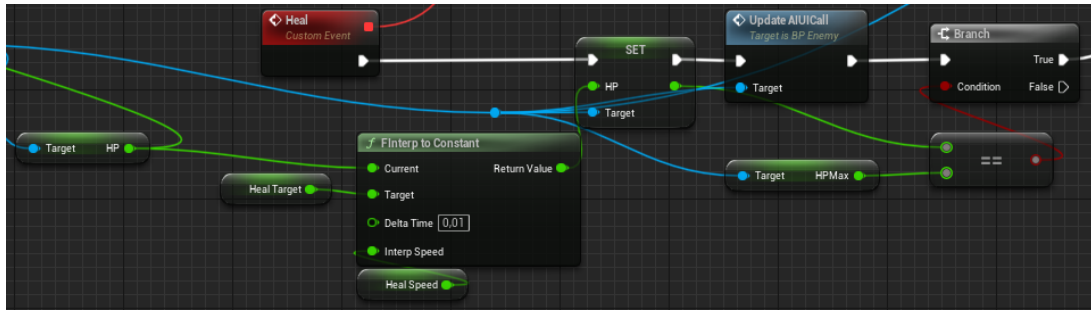 Heal
Custom Event
SET
HP
Target
Update AIUICall
Target is BP Enemy
Target
Branch
True
Condition
False
Target
HP
FInterp to Constant
Current
Return Value
Target
Delta Time
0,01
Interp Speed
Heal Target
Heal Speed
Target
HPMax
==